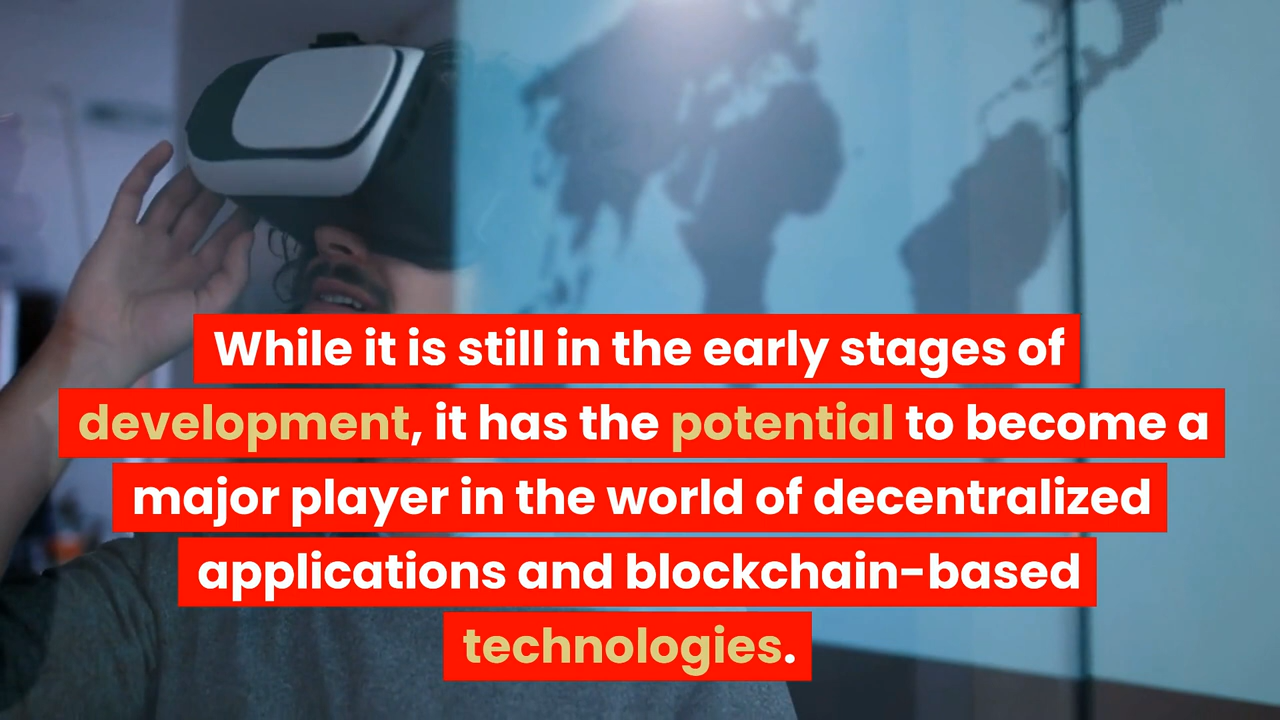 While it is still in the early stages of
development, it has the potential to become a
major player in the world of decentralized
applications and blockchain-based
technologies.